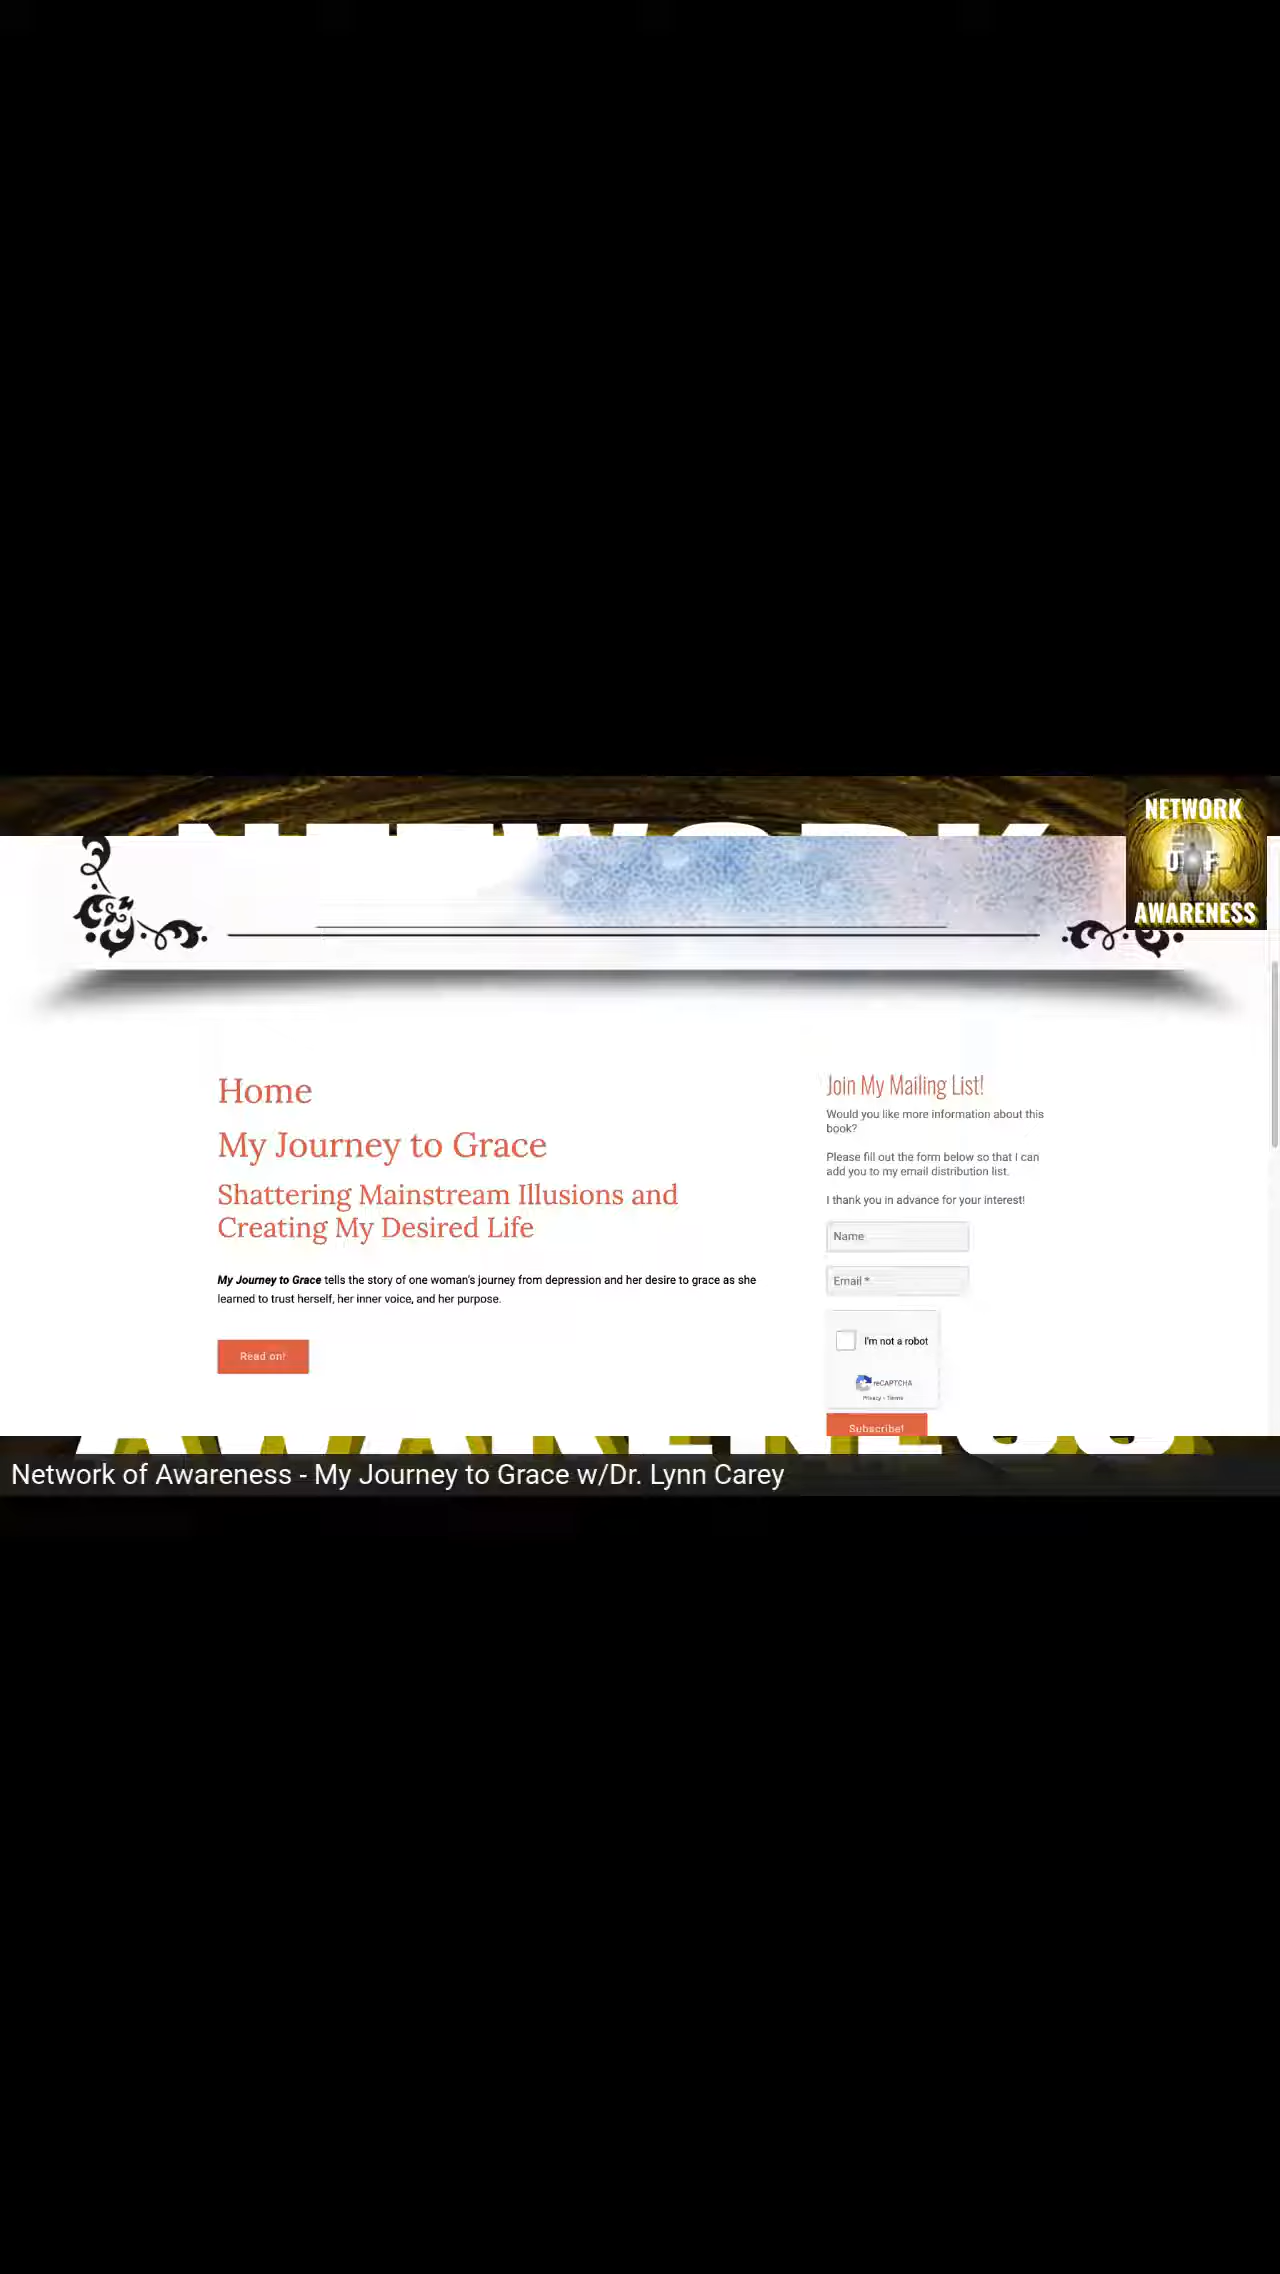 NETWORK
NETWORK
OF
AWARENESS
Home
My Journey to Grace
Shattering Mainstream Illusions and
Creating My Desired Life
My Journey to Grace tells the story of one woman's journey from depression and her desire to grace as she
learned to trust herself, her inner voice, and her purpose.
Read on!
Join My Mailing List!
Would you like more information about this
book?
Please fill out the form below so that I can
add you to my email distribution list.
I thank you in advance for your interest!
Name
Email *
I'm not a robot
reCAPTCHA
Privacy - Terms
Subscribe!
AWARENESS
Network of Awareness - My Journey to Grace w/Dr. Lynn Carey